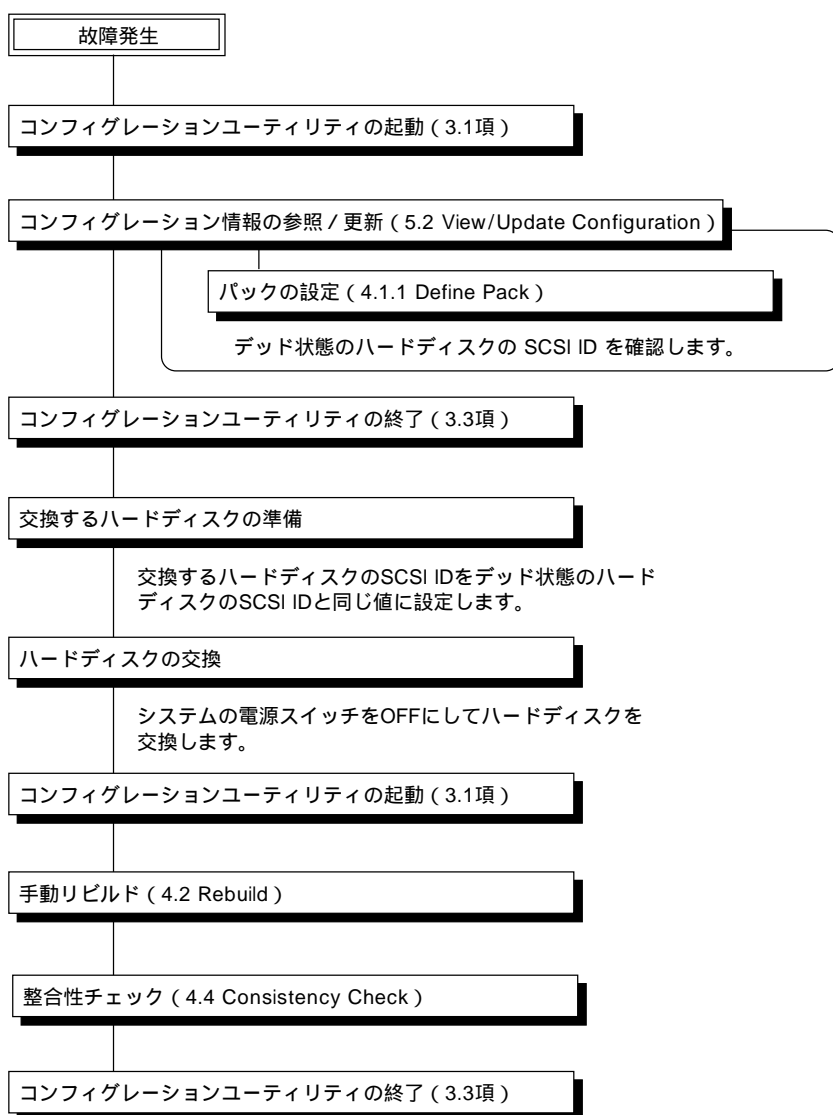 故障発生
コンフィグレーションユーティリティの起動（3.1項）
コンフィグレーション情報の参照／更新（5.2 View/Update Configuration）
パックの設定（4.1.1 Define Pack）
デッド状態のハードディスクの SCSI ID を確認します。
コンフィグレーションユーティリティの終了（3.3項）
交換するハードディスクの準備
交換するハードディスクのSCSI IDをデッド状態のハード
ディスクのSCSI IDと同じ値に設定します。
ハードディスクの交換
システムの電源スイッチをOFFにしてハードディスクを
交換します。
コンフィグレーションユーティリティの起動（3.1項）
手動リビルド（4.2 Rebuild）
整合性チェック（4.4 Consistency Check）
コンフィグレーションユーティリティの終了（3.3項）